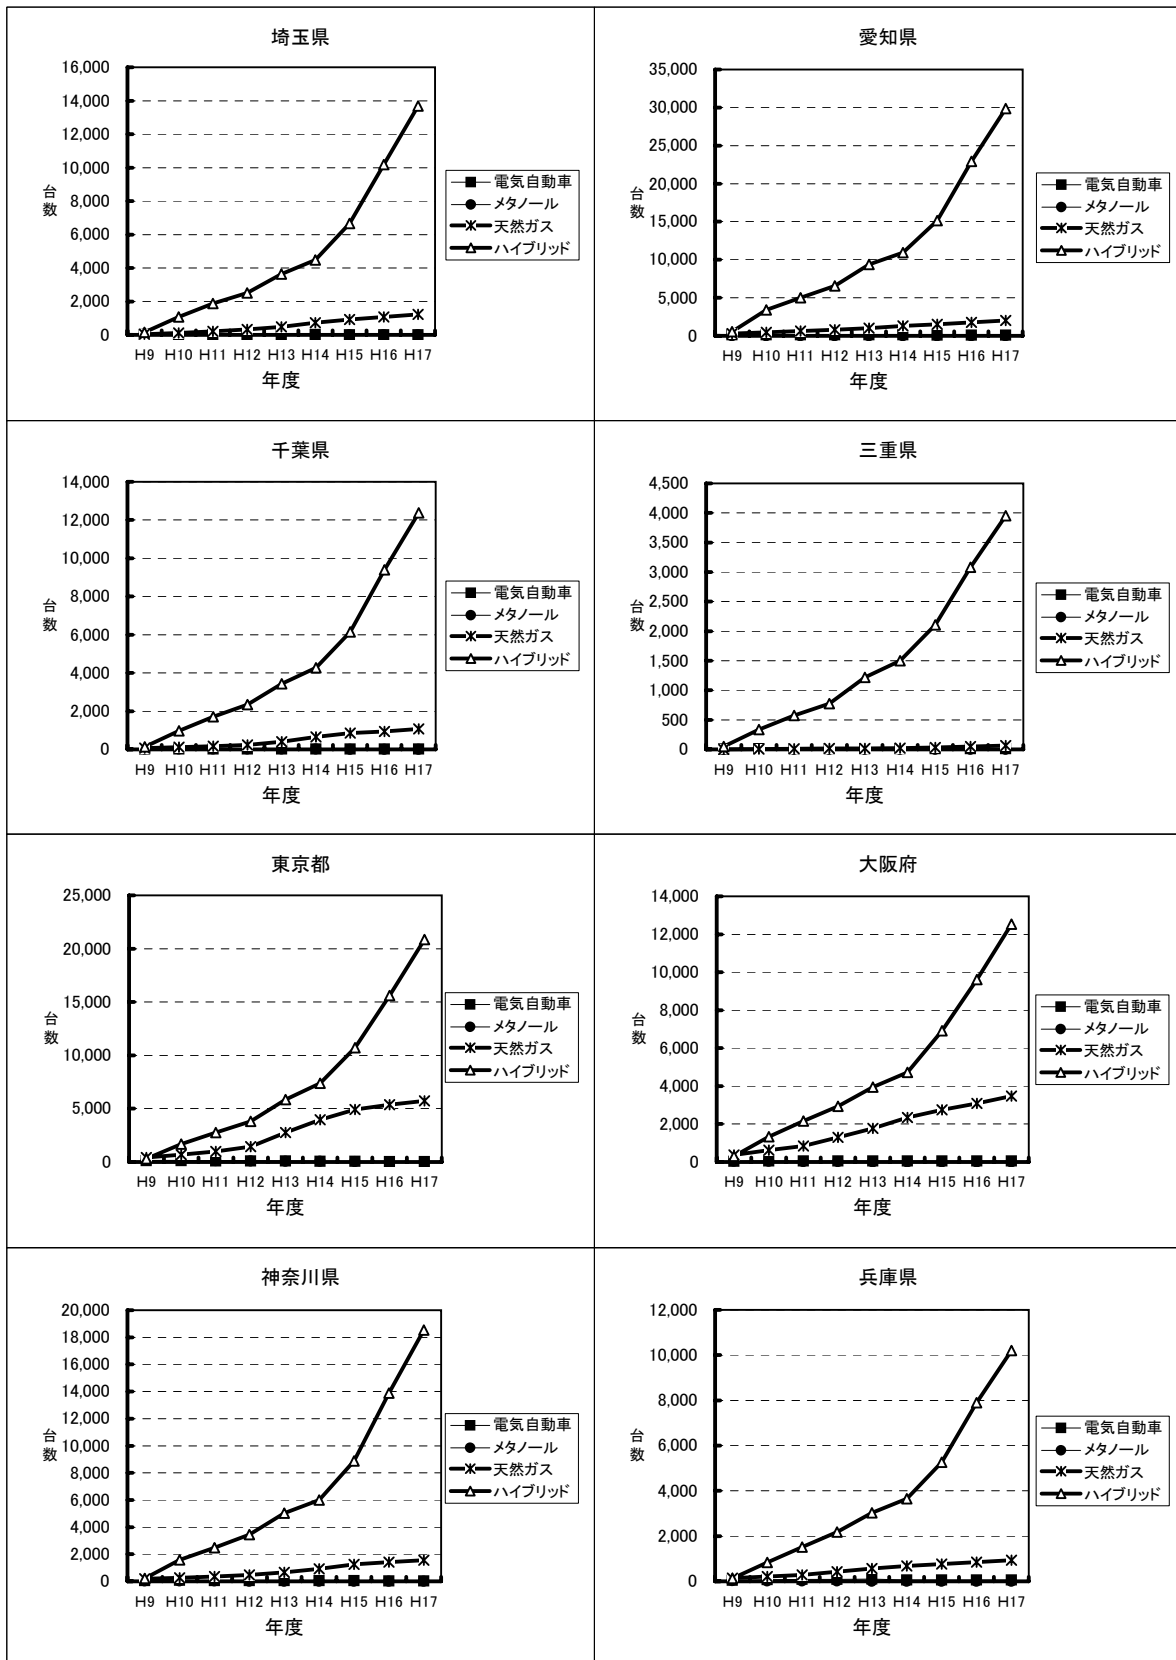 埼玉県
16,000
14,000
12,000
10,000
8,000
6,000
4,000
2,000
0
台数
H9 H10 H11 H12 H13 H14 H15 H16 H17
年度
電気自動車
メタノール
天然ガス
ハイブリッド
愛知県
35,000
30,000
25,000
20,000
15,000
10,000
5,000
0
台数
H9 H10 H11 H12 H13 H14 H15 H16 H17
年度
電気自動車
メタノール
天然ガス
ハイブリッド
千葉県
14,000
12,000
10,000
8,000
6,000
4,000
2,000
0
台数
H9 H10 H11 H12 H13 H14 H15 H16 H17
年度
電気自動車
メタノール
天然ガス
ハイブリッド
三重県
4,500
4,000
3,500
3,000
2,500
2,000
1,500
1,000
500
0
台数
H9 H10 H11 H12 H13 H14 H15 H16 H17
年度
電気自動車
メタノール
天然ガス
ハイブリッド
東京都
25,000
20,000
15,000
10,000
5,000
0
台数
H9 H10 H11 H12 H13 H14 H15 H16 H17
年度
電気自動車
メタノール
天然ガス
ハイブリッド
大阪府
14,000
12,000
10,000
8,000
6,000
4,000
2,000
0
台数
H9 H10 H11 H12 H13 H14 H15 H16 H17
年度
電気自動車
メタノール
天然ガス
ハイブリッド
神奈川県
20,000
18,000
16,000
14,000
12,000
10,000
8,000
6,000
4,000
2,000
0
台数
H9 H10 H11 H12 H13 H14 H15 H16 H17
年度
電気自動車
メタノール
天然ガス
ハイブリッド
兵庫県
12,000
10,000
8,000
6,000
4,000
2,000
0
台数
H9 H10 H11 H12 H13 H14 H15 H16 H17
年度
電気自動車
メタノール
天然ガス
ハイブリッド